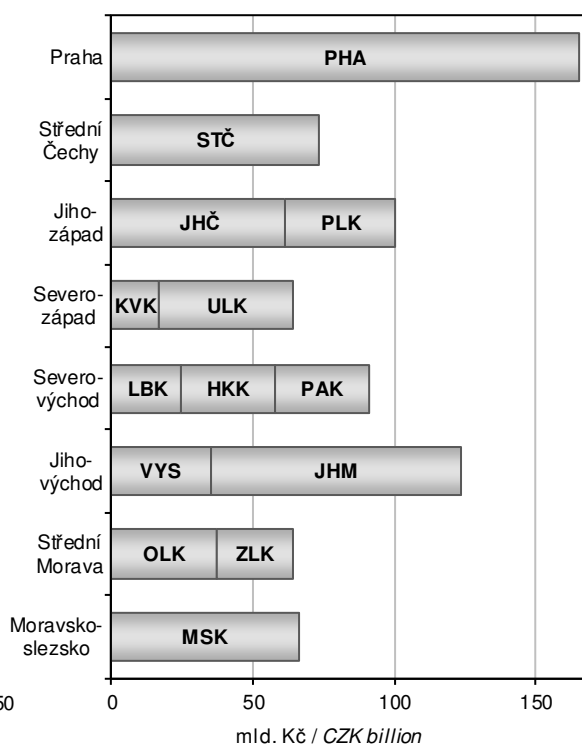 Praha
PHA
Střední
Čechy
STČ
Jiho-
západ
JHČ PLK
Severo-
západ
KVK ULK
Severo-
východ
LBK HKK PAK
Jiho-
východ
VYS JHM
Střední
Morava
OLK ZLK
Moravsko-
slezsko
MSK
50 0 50 100 150
mld. Kč / CZK billion